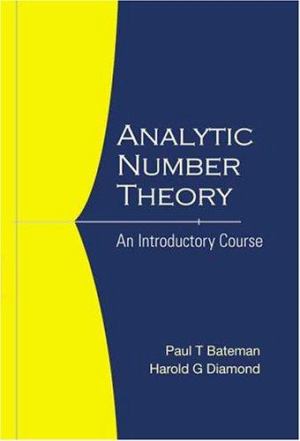 ANALYTIC
NUMBER
THEORY
An Introductory Course
Paul T Bateman
Harold G Diamond